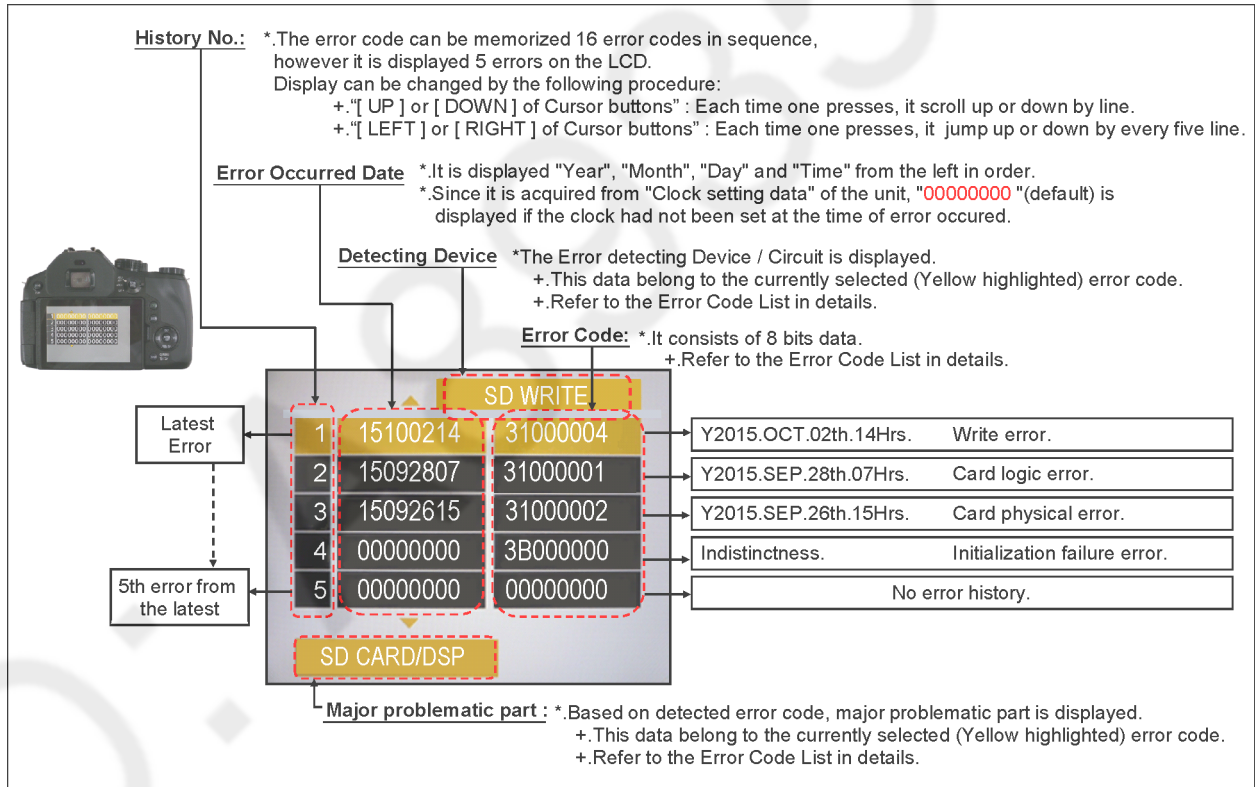 History No.: *.The error code can be memorized 16 error codes in sequence,
however it is displayed 5 errors on the LCD.
Display can be changed by the following procedure:
+.“[ UP ] or [ DOWN ] of Cursor buttons” : Each time one presses, it scroll up or down by line.
+.“[ LEFT ] or [ RIGHT ] of Cursor buttons” : Each time one presses, it jump up or down by every five line.
Error Occurred Date *.It is displayed "Year", "Month", "Day" and "Time" from the left in order.
*.Since it is acquired from "Clock setting data" of the unit, "00000000 "(default) is
displayed if the clock had not been set at the time of error occured.
Detecting Device *The Error detecting Device / Circuit is displayed.
+.This data belong to the currently selected (Yellow highlighted) error code.
+.Refer to the Error Code List in details.
Error Code: *.It consists of 8 bits data.
+.Refer to the Error Code List in details.
SD WRITE
Latest
Error
1 15100214 31000004 Y2015.OCT.02th.14Hrs. Write error.
2 15092807 31000001 Y2015.SEP.28th.07Hrs. Card logic error.
3 15092615 31000002 Y2015.SEP.26th.15Hrs. Card physical error.
4 00000000 3B000000 Indistinctness. Initialization failure error.
5th error from
the latest
5 00000000 00000000 No error history.
SD CARD/DSP
Major problematic part : *.Based on detected error code, major problematic part is displayed.
+.This data belong to the currently selected (Yellow highlighted) error code.
+.Refer to the Error Code List in details.